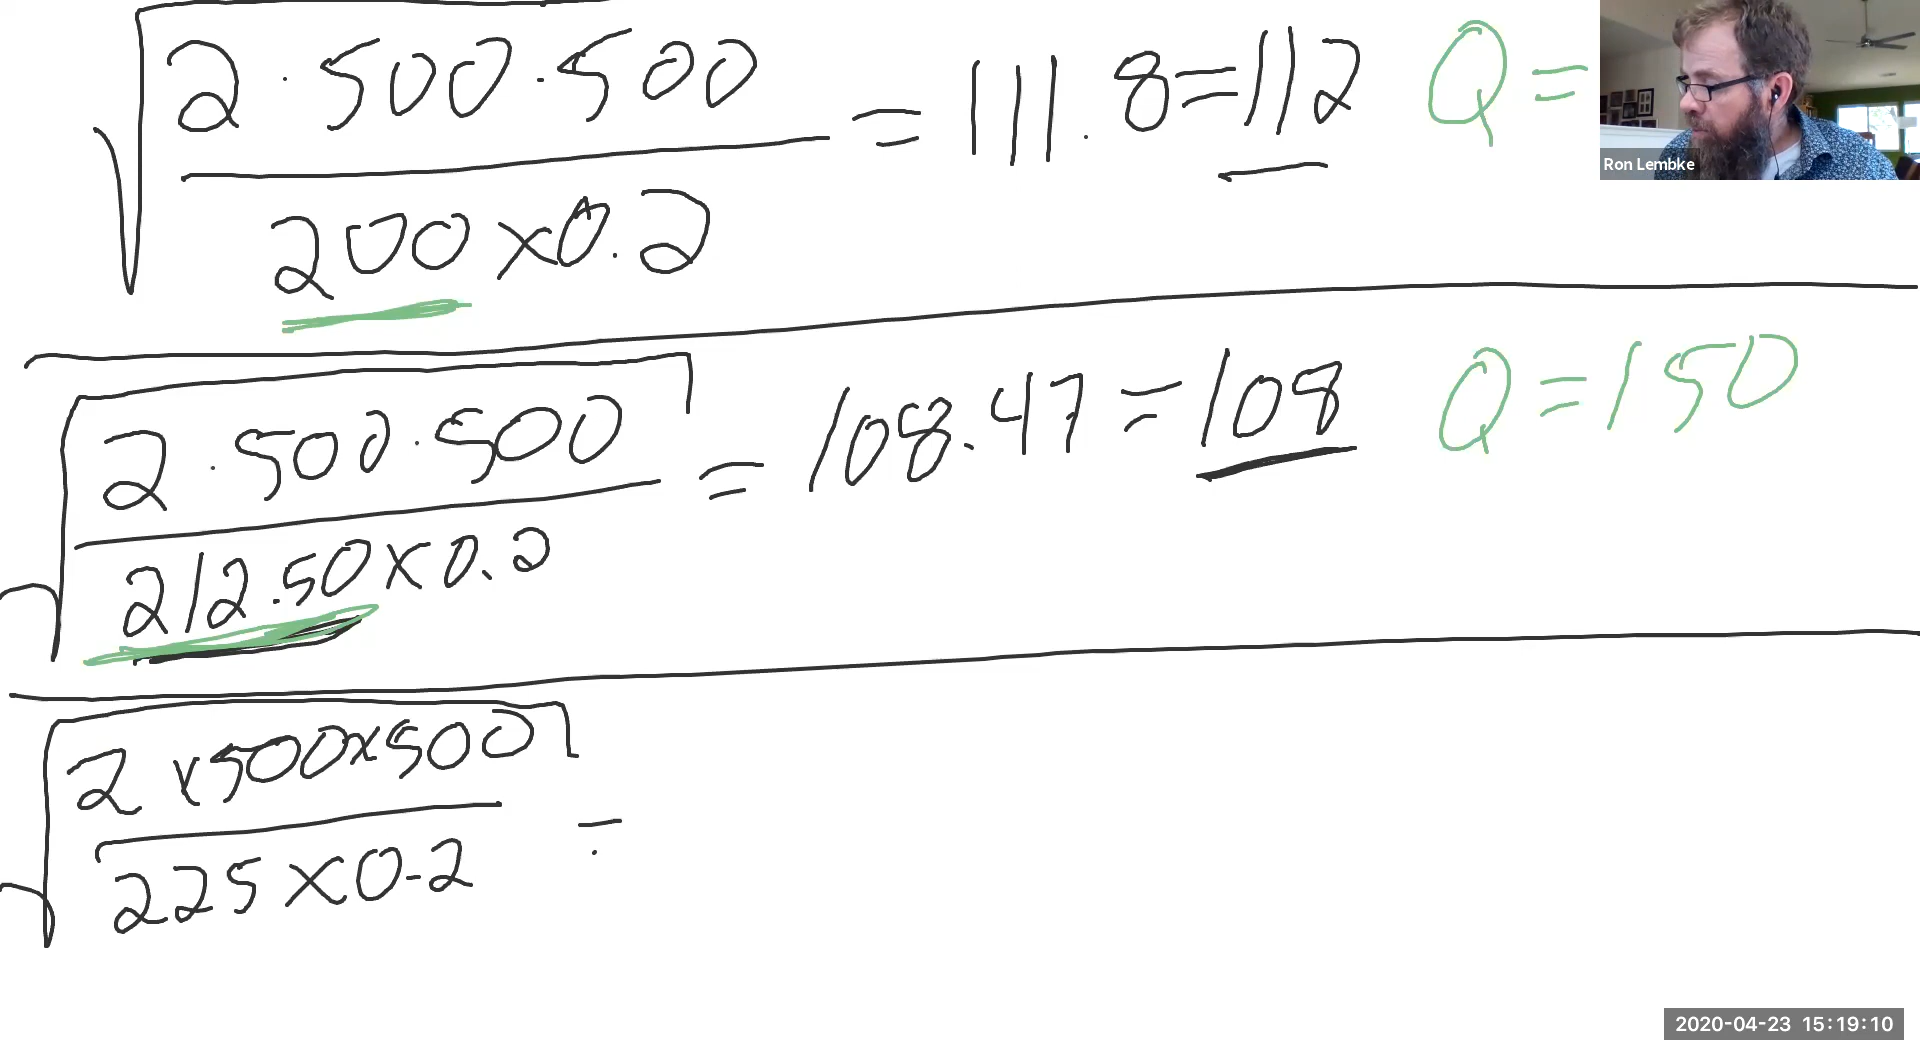 √(2 · 500 · 500 / 200 x 0.2) = 111.8 = 112 Q =
Ron Lembke
√(2 · 500 · 500 / 212.50 x 0.2) = 108.47 = 108 Q = 150
√(2 x 500 x 500 / 225 x 0.2) =
2020-04-23 15:19:10